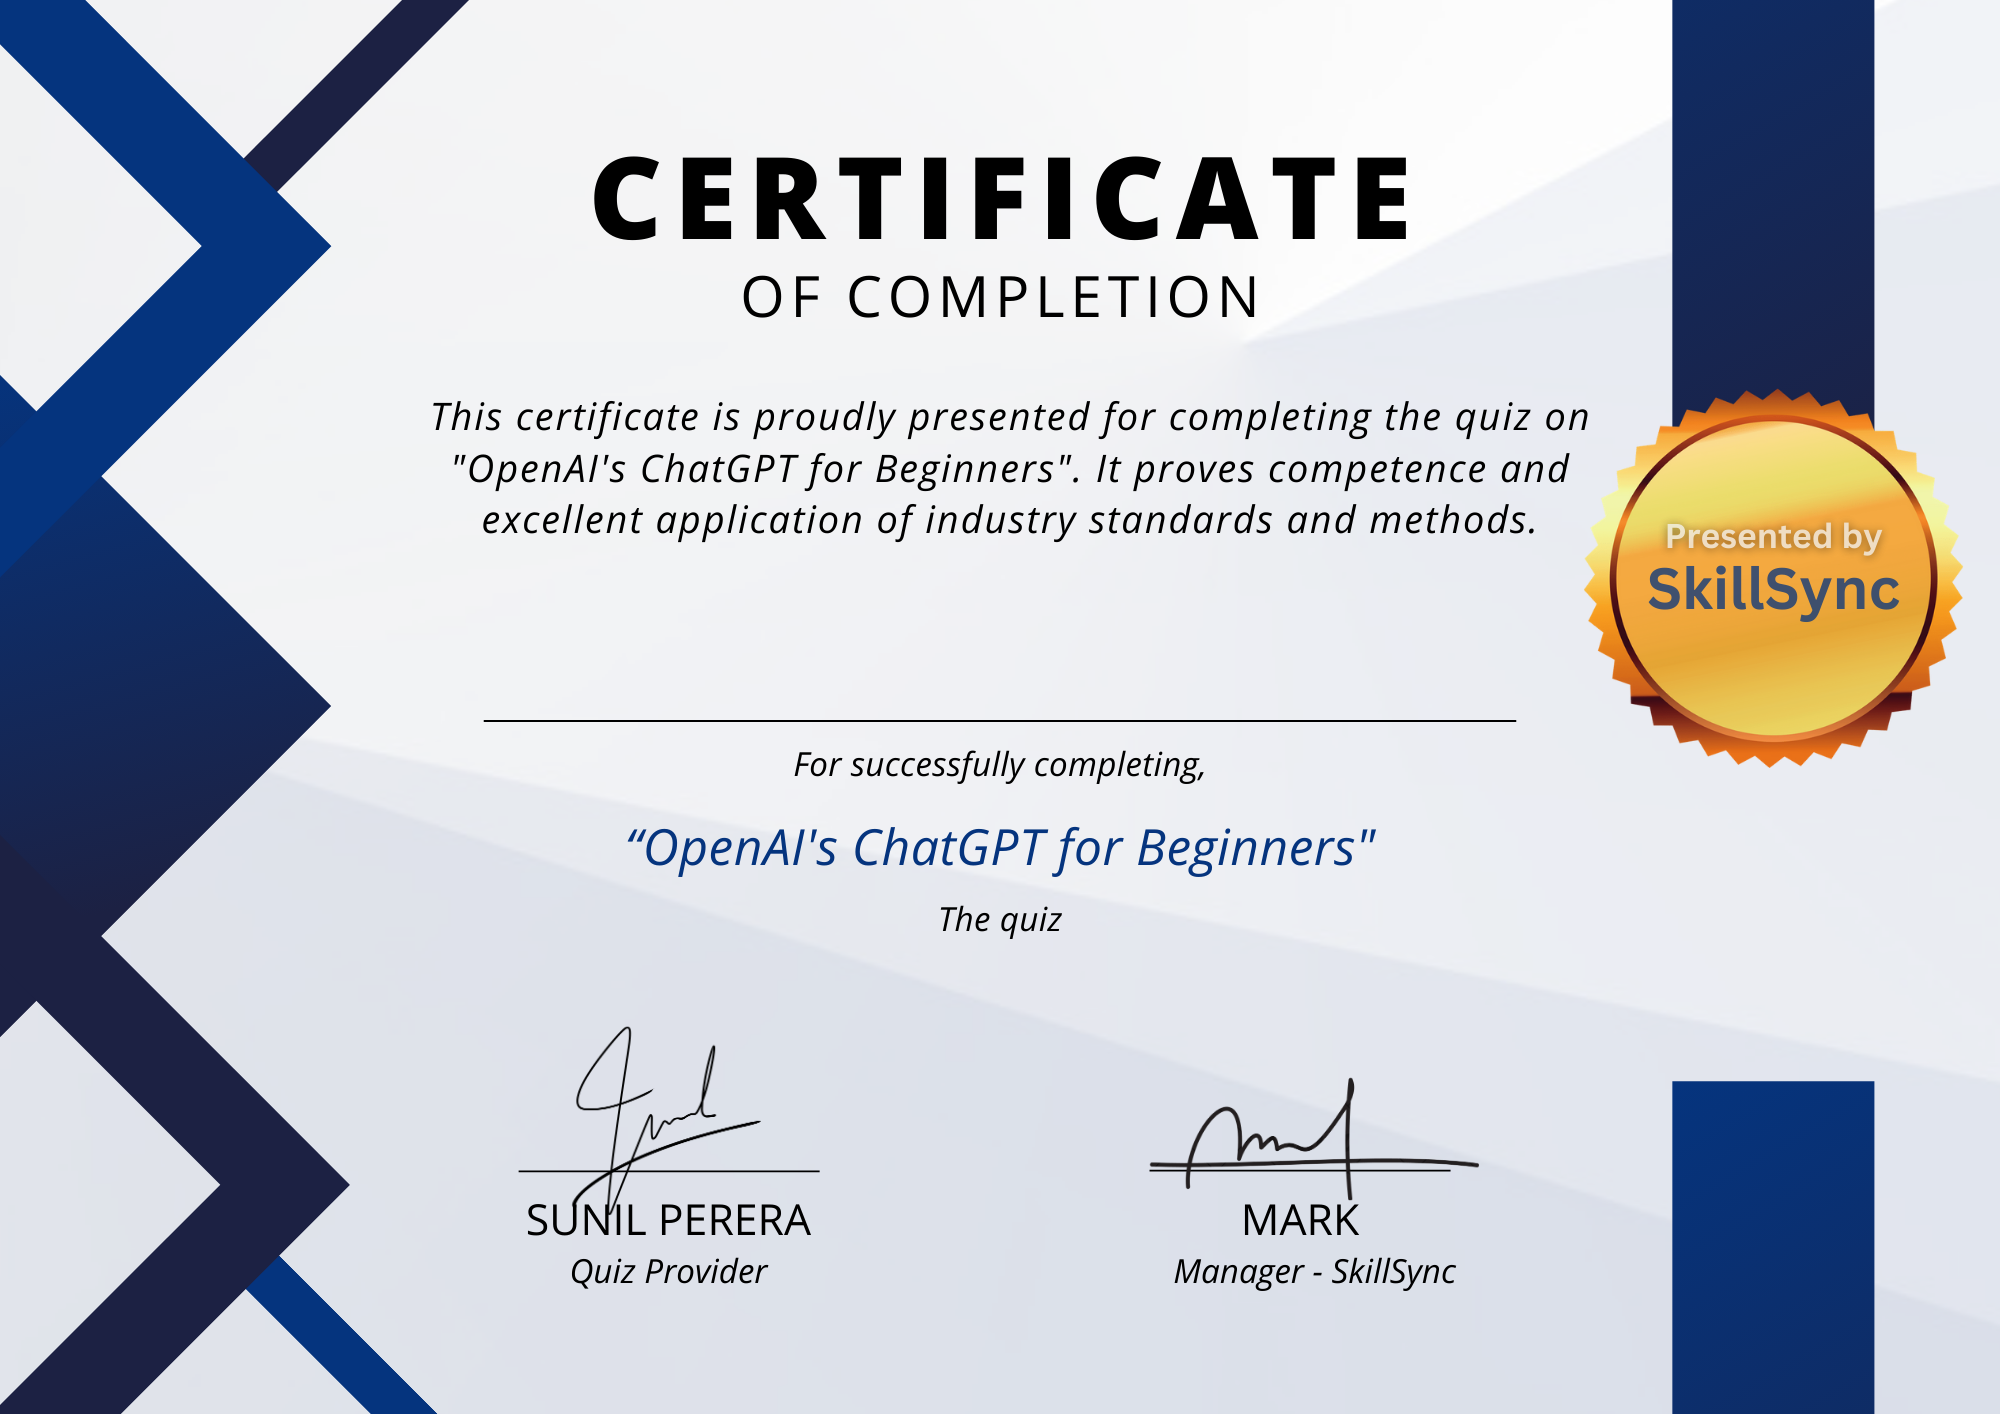 CERTIFICATE
OF COMPLETION
This certificate is proudly presented for completing the quiz on
"OpenAI's ChatGPT for Beginners". It proves competence and
excellent application of industry standards and methods.
Presented by
SkillSync
For successfully completing,
“OpenAI's ChatGPT for Beginners"
The quiz
SUNIL PERERA
Quiz Provider
MARK
Manager - SkillSync